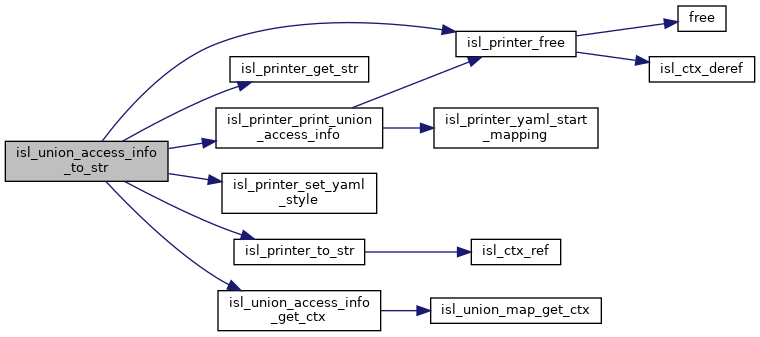 isl_union_access_info
_to_str
isl_printer_free
free
isl_ctx_deref
isl_printer_get_str
isl_printer_print_union
_access_info
isl_printer_yaml_start
_mapping
isl_printer_set_yaml
_style
isl_printer_to_str
isl_ctx_ref
isl_union_access_info
_get_ctx
isl_union_map_get_ctx